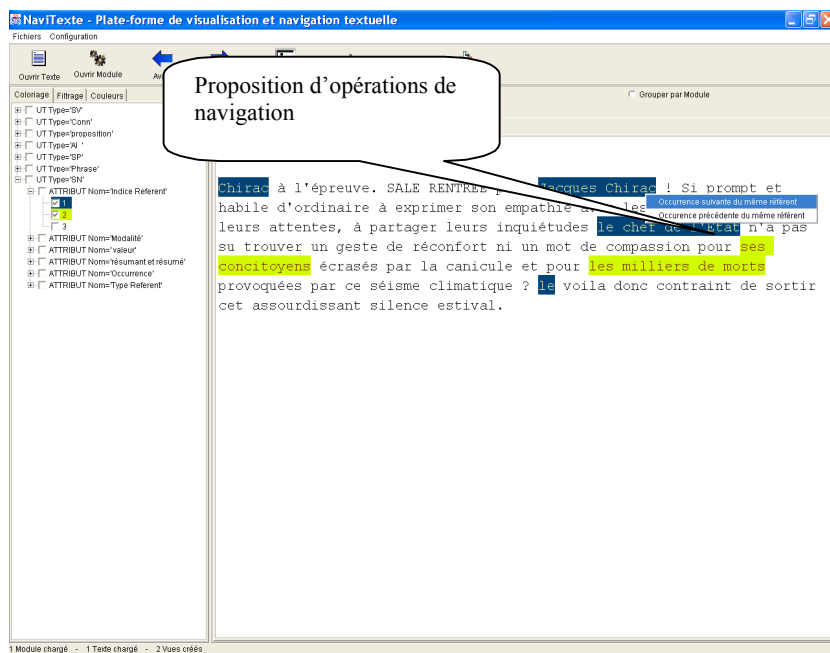 NaviTexte - Plate-forme de visualisation et navigation textuelle
Fichiers Configuration
Ouvrir Texte Ouvrir Module
Proposition d’opérations de
navigation
Coloriage Filtrage Couleurs
Grouper par Module
UT Type='SV'
UT Type='Conn'
UT Type='proposition'
UT Type='AI '
UT Type='SP'
UT Type='Phrase'
UT Type='SN'
ATTRIBUT Nom='Indice Referent'
1
2
3
ATTRIBUT Nom='Modalité'
ATTRIBUT Nom='valeur'
ATTRIBUT Nom='résumant et résumé'
ATTRIBUT Nom='Occurrence'
ATTRIBUT Nom='Type Referent'
Chirac à l'épreuve. SALE RENTREE Jacques Chirac ! Si prompt et
habile d'ordinaire à exprimer son empathie les
Occurrence suivante du même référent
Occurence précédente du même référent
leurs attentes, à partager leurs inquiétudes le chef de l'Etat n'a pas
su trouver un geste de réconfort ni un mot de compassion pour ses
concitoyens écrasés par la canicule et pour les milliers de morts
provoquées par ce séisme climatique ? le voila donc contraint de sortir
cet assourdissant silence estival.
1 Module chargé - 1 Texte chargé - 2 Vues créés